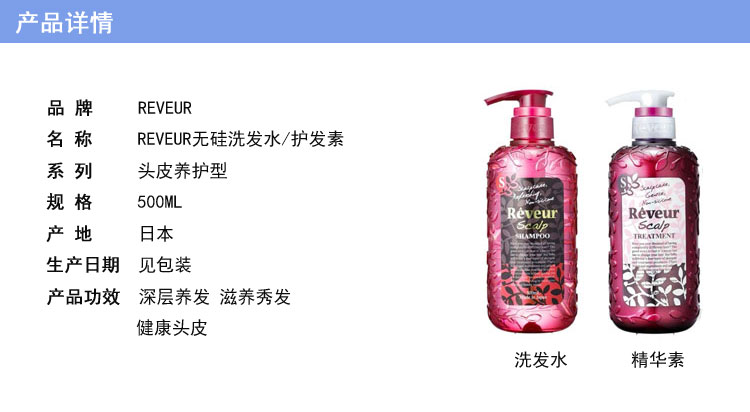 产品详情
品 牌 REVEUR
名 称 REVEUR无硅洗发水/护发素
系 列 头皮养护型
规 格 500ML
产 地 日本
生产日期 见包装
产品功效 深层养发 滋养秀发
健康头皮
S
Scalpcare,
Non-silicone
Rêveur
Scalp
SHAMPOO
S
Scalpcare,
Non-silicone
Rêveur
Scalp
TREATMENT
洗发水
精华素